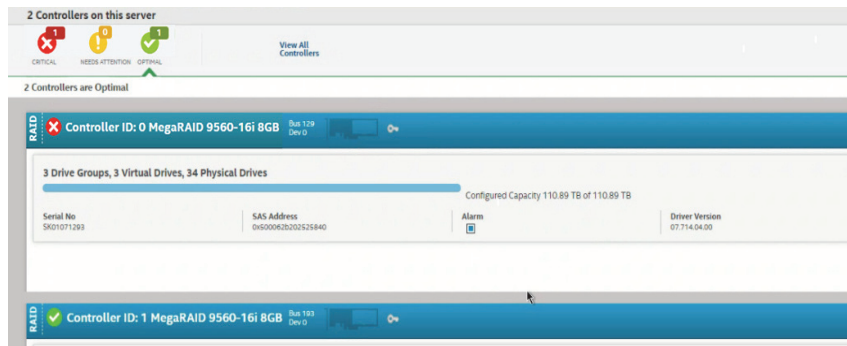 2 Controllers on this server
1
0
1
CRITICAL
NEEDS ATTENTION
OPTIMAL
View All
Controllers
2 Controllers are Optimal
RAID
Controller ID: 0 MegaRAID 9560-16i 8GB
Bus 129
Dev 0
3 Drive Groups, 3 Virtual Drives, 34 Physical Drives
Configured Capacity 110.89 TB of 110.89 TB
Serial No
SK01071293
SAS Address
0x500062b202525840
Alarm
Driver Version
07.714.04.00
RAID
Controller ID: 1 MegaRAID 9560-16i 8GB
Bus 193
Dev 0